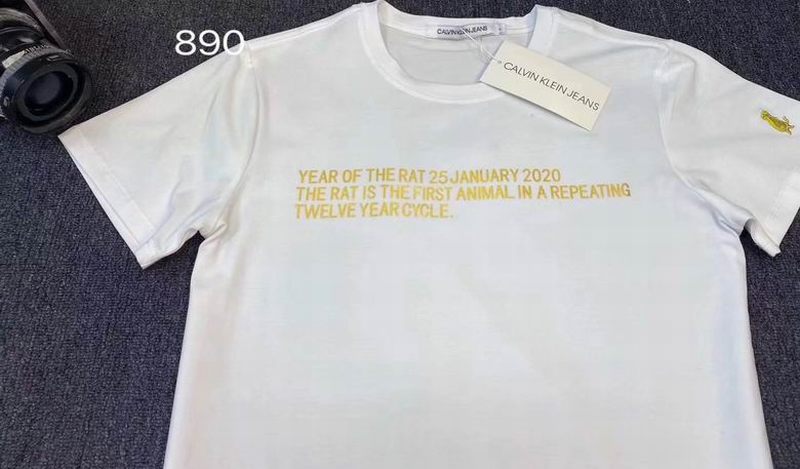 890
CALVIN KLEIN JEANS
CALVIN KLEIN JEANS
YEAR OF THE RAT 25 JANUARY 2020
THE RAT IS THE FIRST ANIMAL IN A REPEATING
TWELVE YEAR CYCLE.